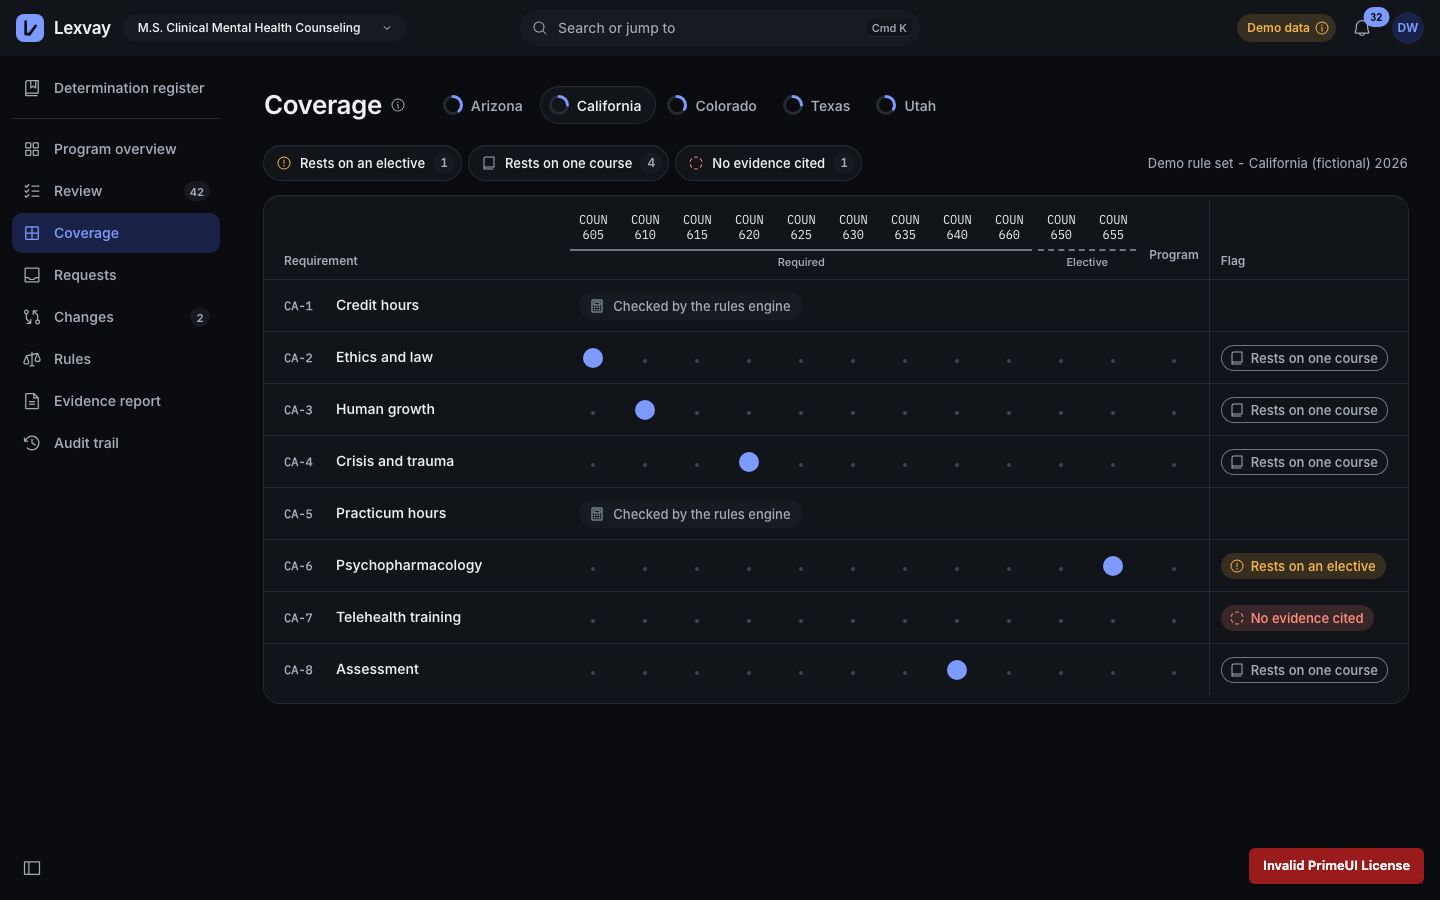 Lexvay
M.S. Clinical Mental Health Counseling
Search or jump to
Cmd K
Demo data
32
DW
Determination register
Program overview
Review 42
Coverage
Requests
Changes 2
Rules
Evidence report
Audit trail
Coverage
Arizona
California
Colorado
Texas
Utah
Rests on an elective 1
Rests on one course 4
No evidence cited 1
Demo rule set - California (fictional) 2026
Requirement
COUN 605
COUN 610
COUN 615
COUN 620
COUN 625
COUN 630
COUN 635
COUN 640
COUN 660
COUN 650
COUN 655
Required
Elective
Program
Flag
CA-1 Credit hours Checked by the rules engine
CA-2 Ethics and law Rests on one course
CA-3 Human growth Rests on one course
CA-4 Crisis and trauma Rests on one course
CA-5 Practicum hours Checked by the rules engine
CA-6 Psychopharmacology Rests on an elective
CA-7 Telehealth training No evidence cited
CA-8 Assessment Rests on one course
Invalid PrimeUI License